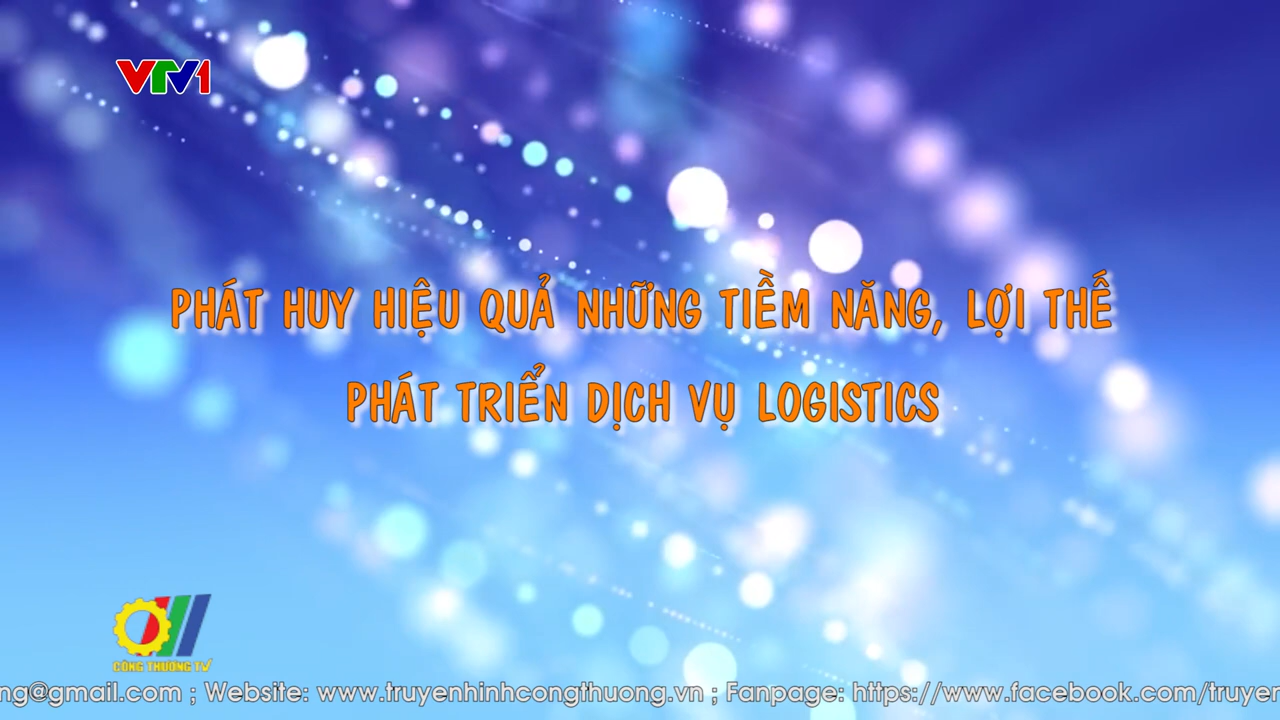 VTV1
PHÁT HUY HIỆU QUẢ NHỮNG TIỀM NĂNG, LỢI THẾ
PHÁT TRIỂN DỊCH VỤ LOGISTICS
CÔNG THƯƠNG TV
ng@gmail.com ; Website: www.truyenhinhcongthuong.vn ; Fanpage: https://www.facebook.com/truyen